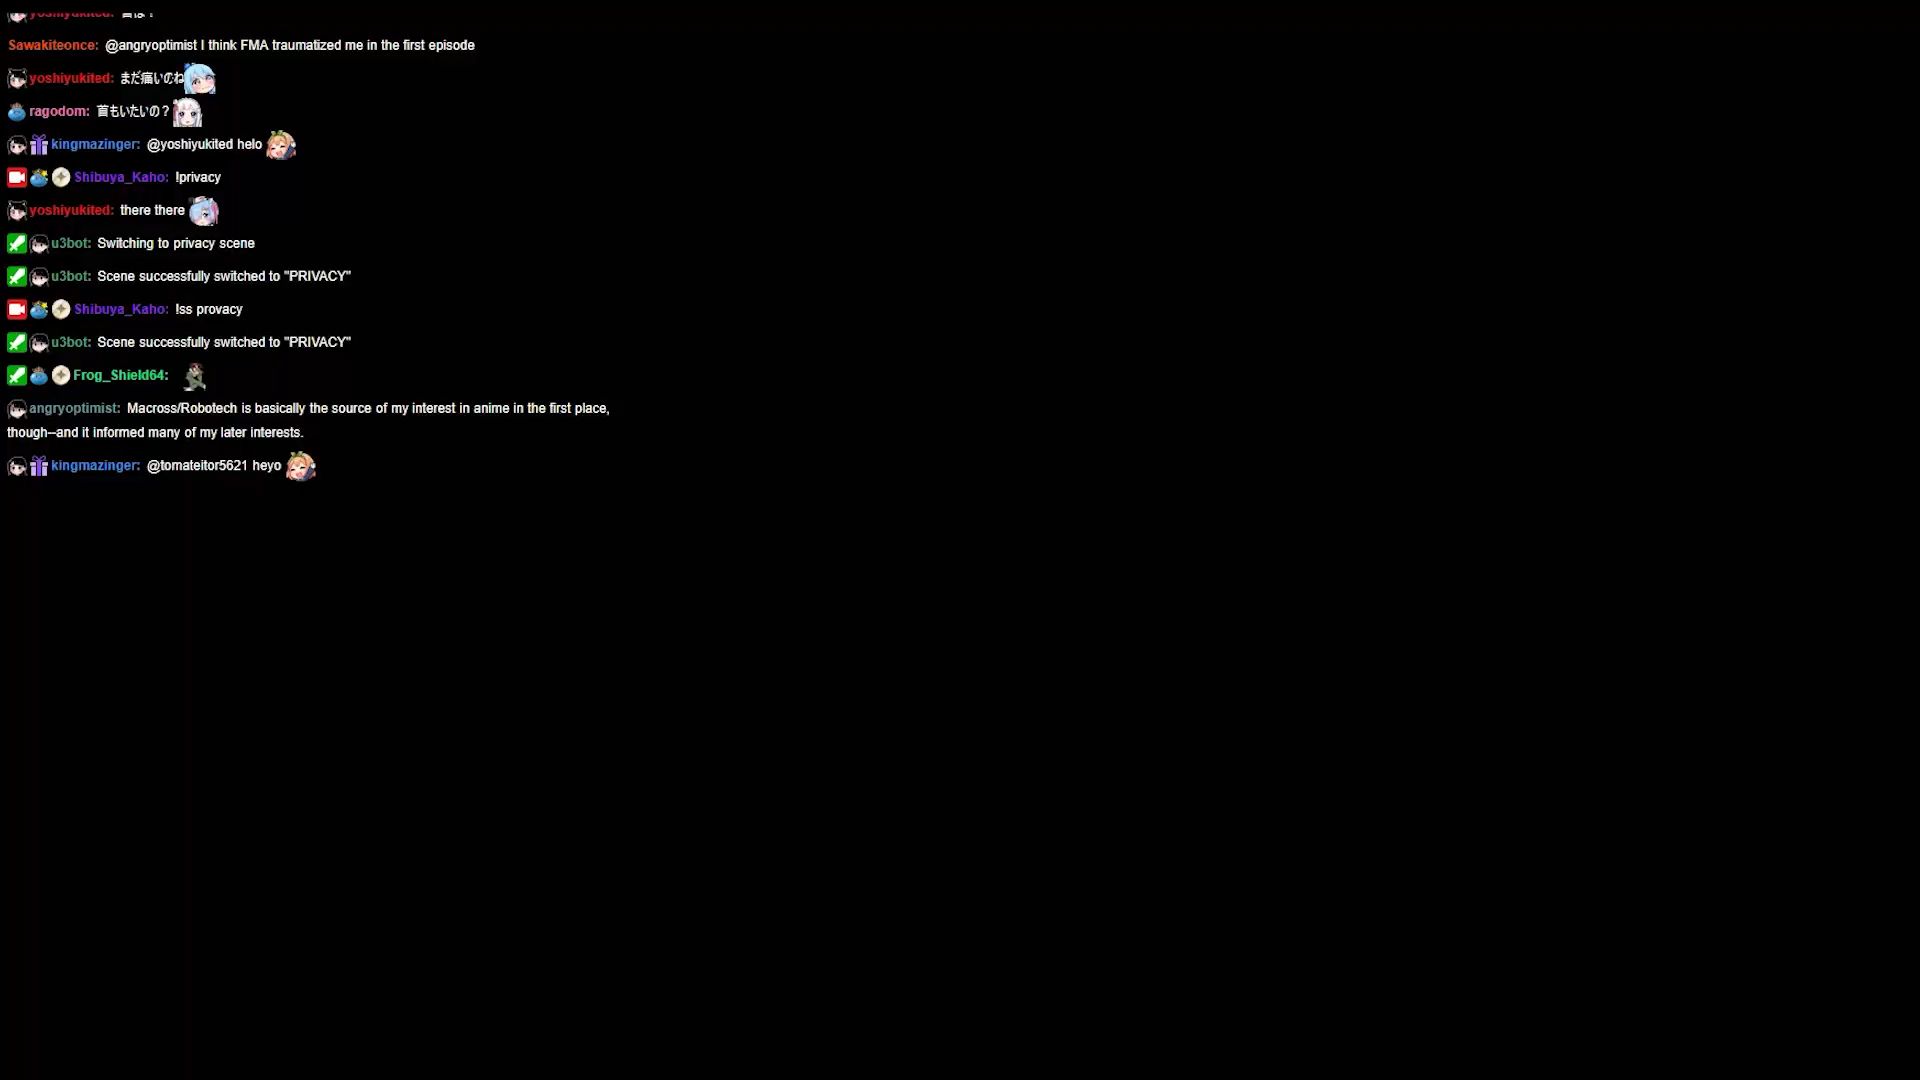 yoshiyukited: 首は？
Sawakiteonce: @angryoptimist I think FMA traumatized me in the first episode
yoshiyukited: まだ痛いのね
ragodom: 首もいたいの？
kingmazinger: @yoshiyukited helo
Shibuya_Kaho: !privacy
yoshiyukited: there there
u3bot: Switching to privacy scene
u3bot: Scene successfully switched to "PRIVACY"
Shibuya_Kaho: !ss provacy
u3bot: Scene successfully switched to "PRIVACY"
Frog_Shield64:
angryoptimist: Macross/Robotech is basically the source of my interest in anime in the first place,
though--and it informed many of my later interests.
kingmazinger: @tomateitor5621 heyo